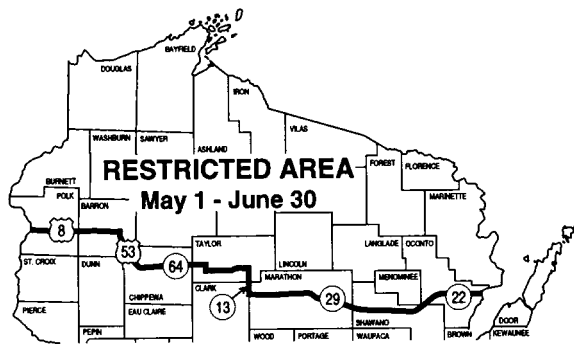 BAYFIELD
DOUGLAS
IRON
VILAS
WASHBURN
SAWYER
ASHLAND
FOREST
FLORENCE
RESTRICTED AREA
May 1 - June 30
BURNETT
POLK
BARRON
MARINETTE
8
53
64
TAYLOR
LINCOLN
LANGLADE
OCONTO
ST. CROIX
DUNN
CHIPPEWA
CLARK
MARATHON
MENOMINEE
13
29
22
PIERCE
EAU CLAIRE
PEPIN
WOOD
PORTAGE
SHAWANO
WAUPACA
BROWN
DOOR
KEWAUNEE